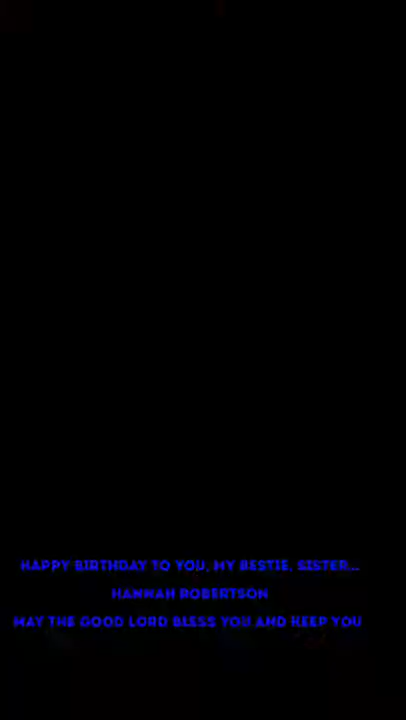 HAPPY BIRTHDAY TO YOU, MY BESTIE, SISTER...
HANNAH ROBERTSON
MAY THE GOOD LORD BLESS YOU AND KEEP YOU